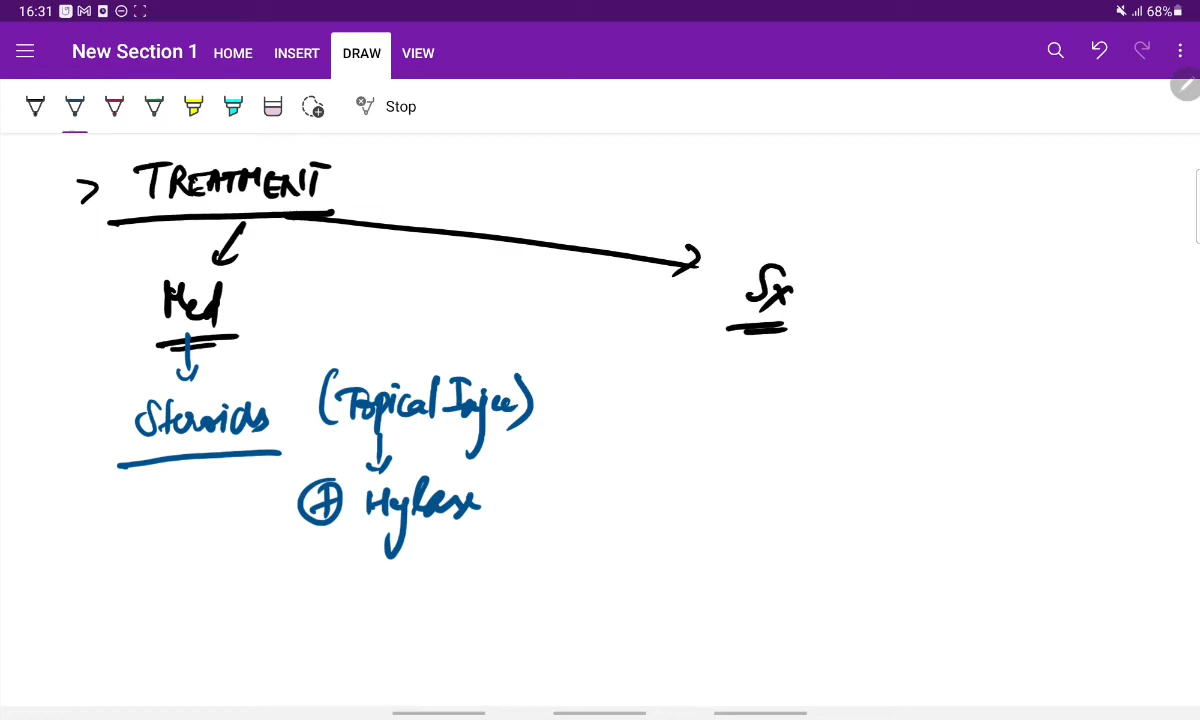 16:31 68%
New Section 1 HOME INSERT DRAW VIEW
Stop
> TREATMENT
Med
Sx
Steroids (Topical Injec)
+ Hylase